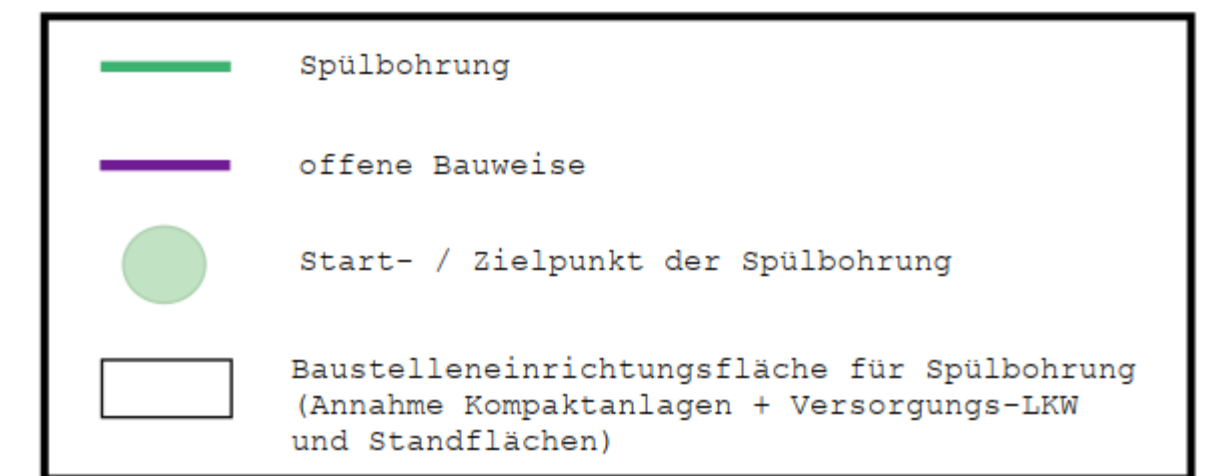 Spülbohrung
offene Bauweise
Start- / Zielpunkt der Spülbohrung
Baustelleneinrichtungsfläche für Spülbohrung
(Annahme Kompaktanlagen + Versorgungs-LKW
und Standflächen)